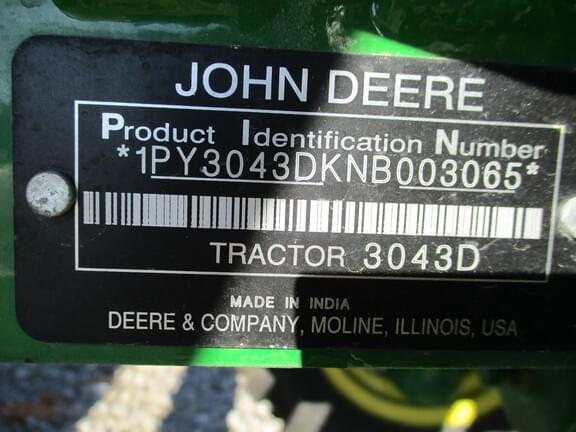 JOHN DEERE
Product Identification Number
*1PY3043DKNB003065*
TRACTOR 3043D
MADE IN INDIA
DEERE & COMPANY, MOLINE, ILLINOIS, USA